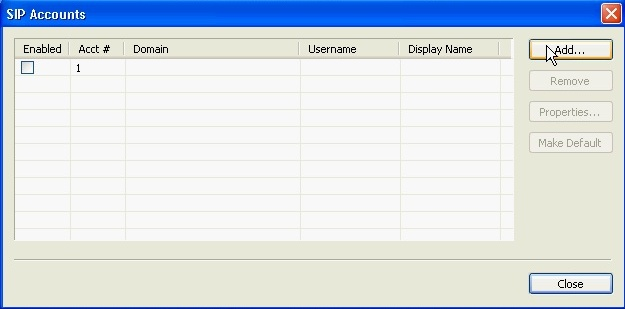 SIP Accounts
Enabled Acct # Domain Username Display Name
1
Add...
Remove
Properties...
Make Default
Close